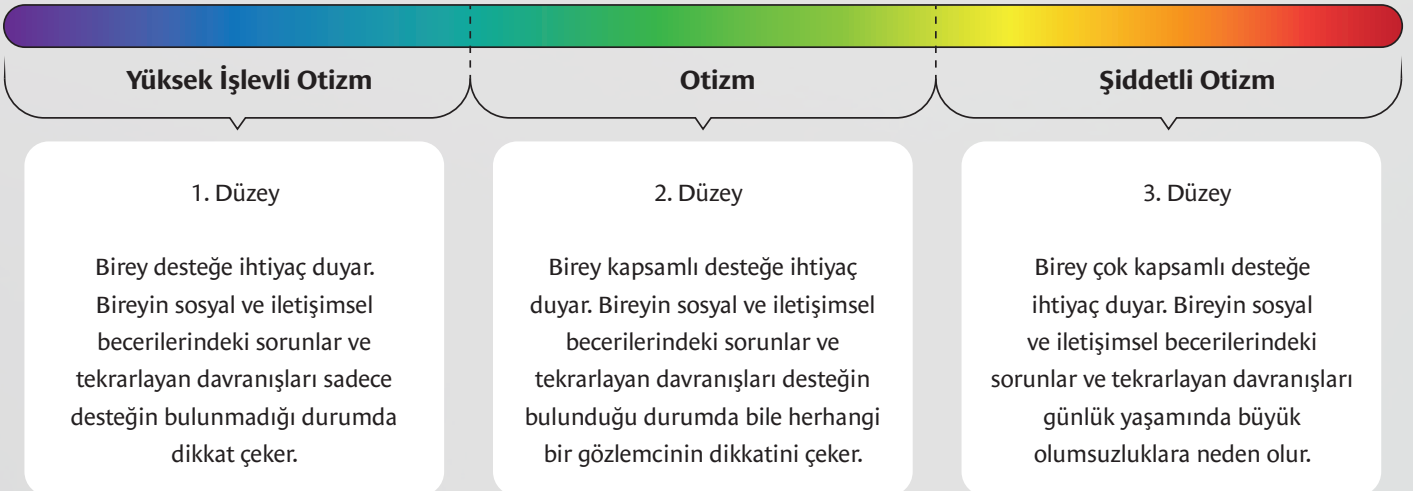 Yüksek İşlevli Otizm
Otizm
Şiddetli Otizm
1. Düzey
Birey desteğe ihtiyaç duyar.
Bireyin sosyal ve iletişimsel
becerilerindeki sorunlar ve
tekrarlayan davranışları sadece
desteğin bulunmadığı durumda
dikkat çeker.
2. Düzey
Birey kapsamlı desteğe ihtiyaç
duyar. Bireyin sosyal ve iletişimsel
becerilerindeki sorunlar ve
tekrarlayan davranışları desteğin
bulunduğu durumda bile herhangi
bir gözlemcinin dikkatini çeker.
3. Düzey
Birey çok kapsamlı desteğe
ihtiyaç duyar. Bireyin sosyal
ve iletişimsel becerilerindeki
sorunlar ve tekrarlayan davranışları
günlük yaşamında büyük
olumsuzluklara neden olur.